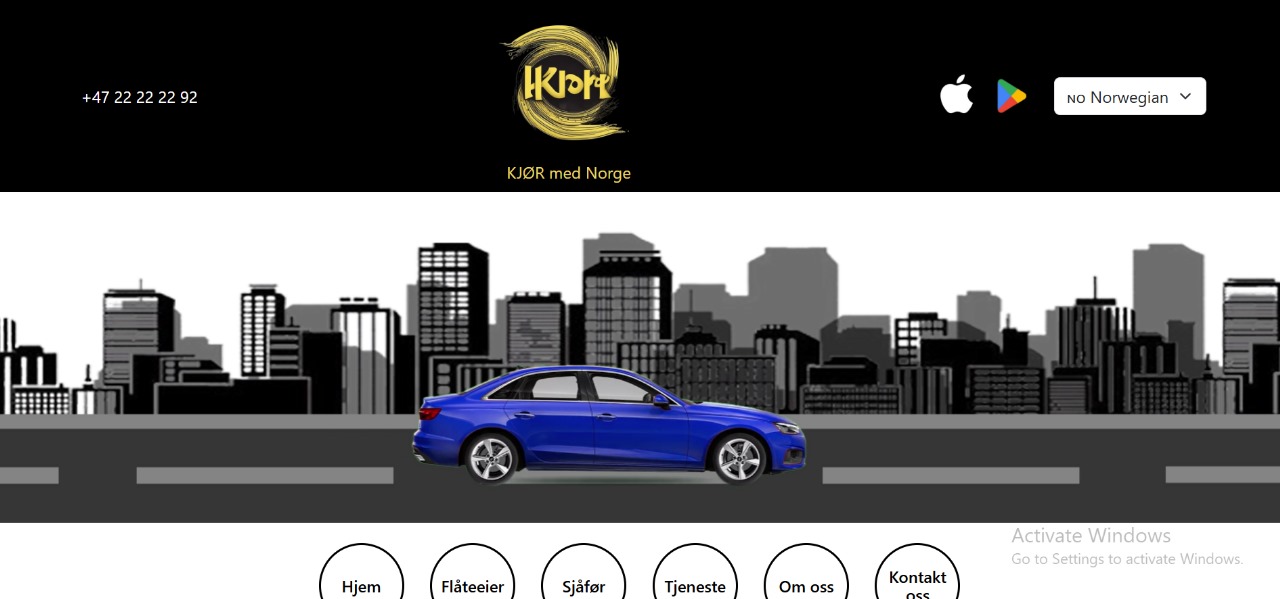 +47 22 22 22 92
KJØR med Norge
NO Norwegian
Activate Windows
Go to Settings to activate Windows.
Hjem
Flåteeier
Sjåfør
Tjeneste
Om oss
Kontakt
oss